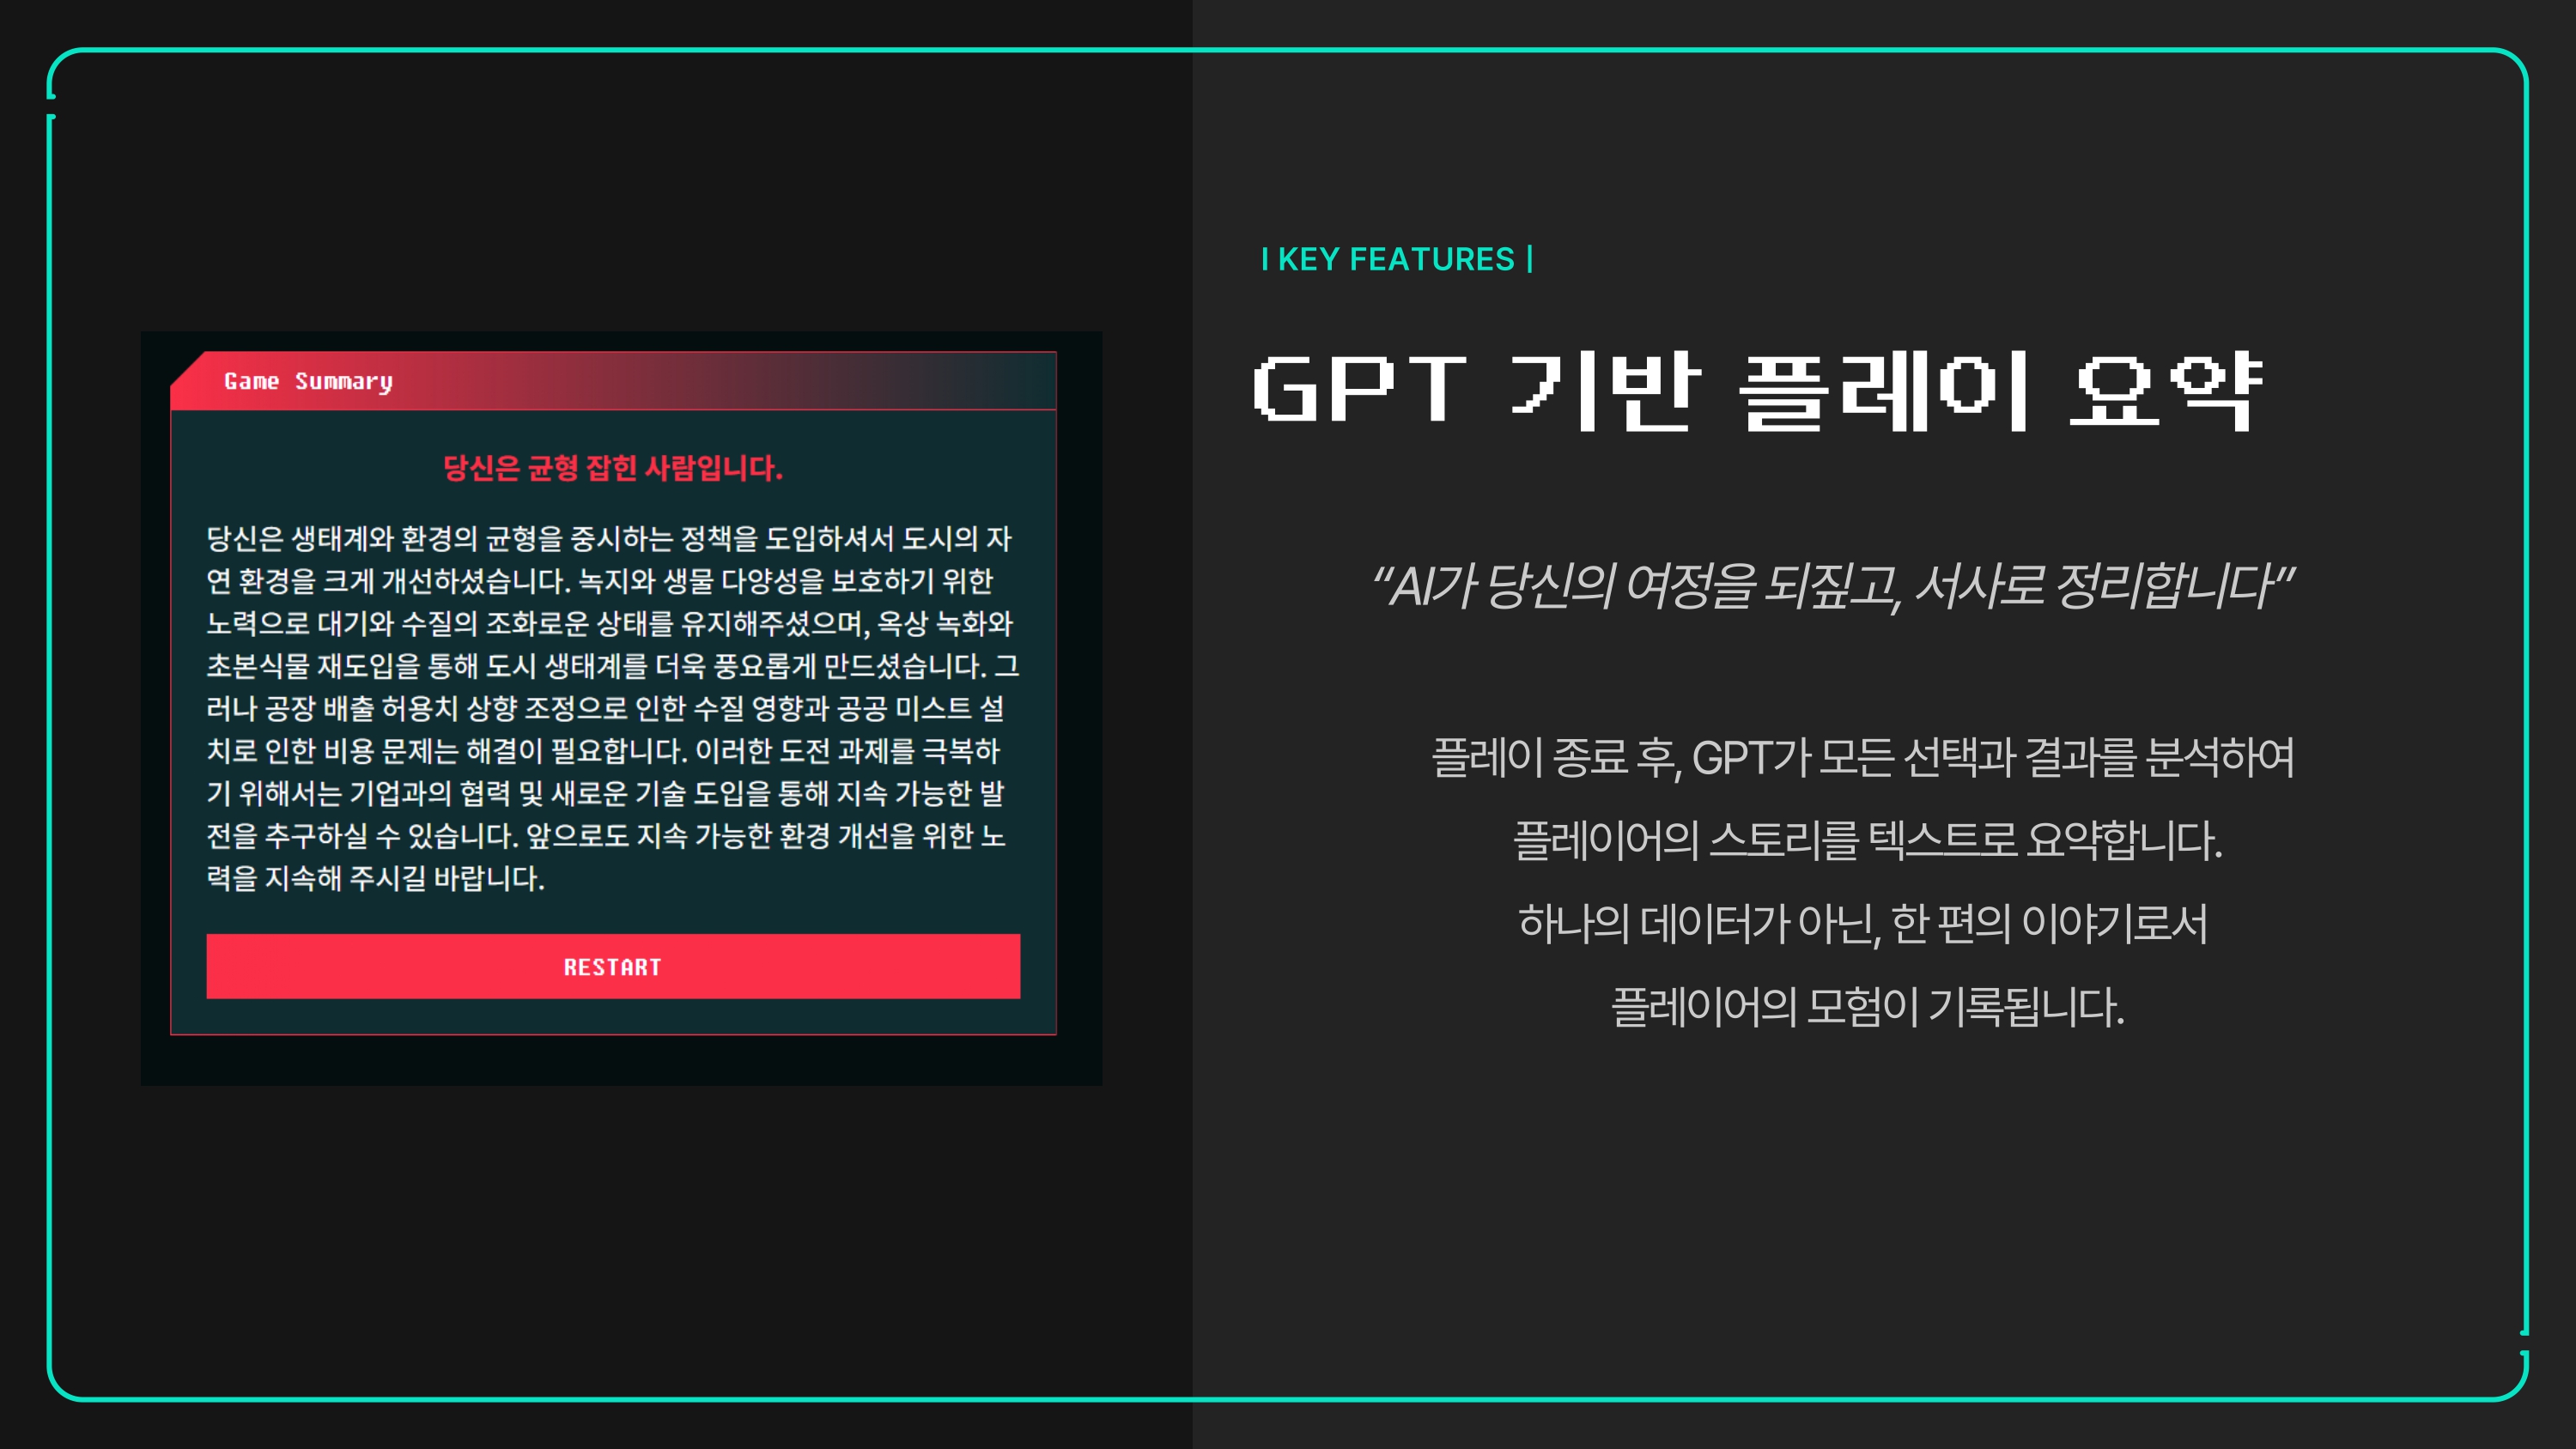 Game Summary
당신은 균형 잡힌 사람입니다.
당신은 생태계와 환경의 균형을 중시하는 정책을 도입하셔서 도시의 자
연 환경을 크게 개선하셨습니다. 녹지와 생물 다양성을 보호하기 위한
노력으로 대기와 수질의 조화로운 상태를 유지해주셨으며, 옥상 녹화와
초본식물 재도입을 통해 도시 생태계를 더욱 풍요롭게 만드셨습니다. 그
러나 공장 배출 허용치 상향 조정으로 인한 수질 영향과 공공 미스트 설
치로 인한 비용 문제는 해결이 필요합니다. 이러한 도전 과제를 극복하
기 위해서는 기업과의 협력 및 새로운 기술 도입을 통해 지속 가능한 발
전을 추구하실 수 있습니다. 앞으로도 지속 가능한 환경 개선을 위한 노
력을 지속해 주시길 바랍니다.
RESTART
I KEY FEATURES |
GPT 기반 플레이 요약
“AI가 당신의 여정을 되짚고, 서사로 정리합니다”
플레이 종료 후, GPT가 모든 선택과 결과를 분석하여
플레이어의 스토리를 텍스트로 요약합니다.
하나의 데이터가 아닌, 한 편의 이야기로서
플레이어의 모험이 기록됩니다.